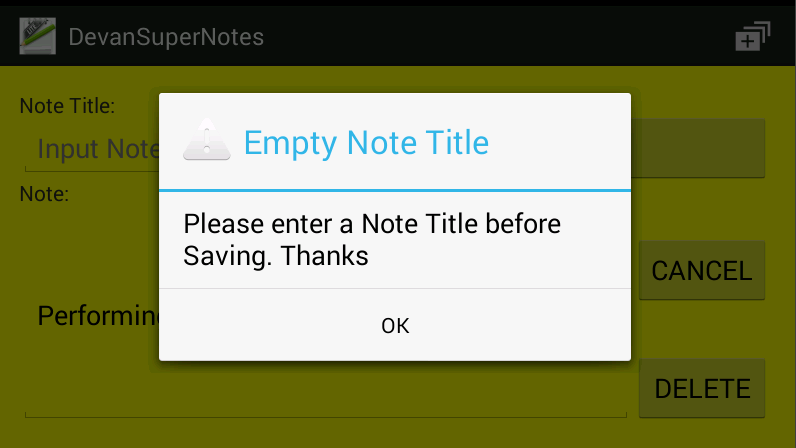 DevanSuperNotes
Note Title:
Input Note
Empty Note Title
Note:
Please enter a Note Title before
Saving. Thanks
CANCEL
OK
DELETE